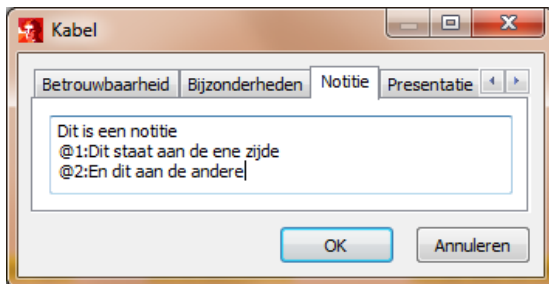 Kabel
Betrouwbaarheid Bijzonderheden Notitie Presentatie
Dit is een notitie
@1:Dit staat aan de ene zijde
@2:En dit aan de andere
OK Annuleren